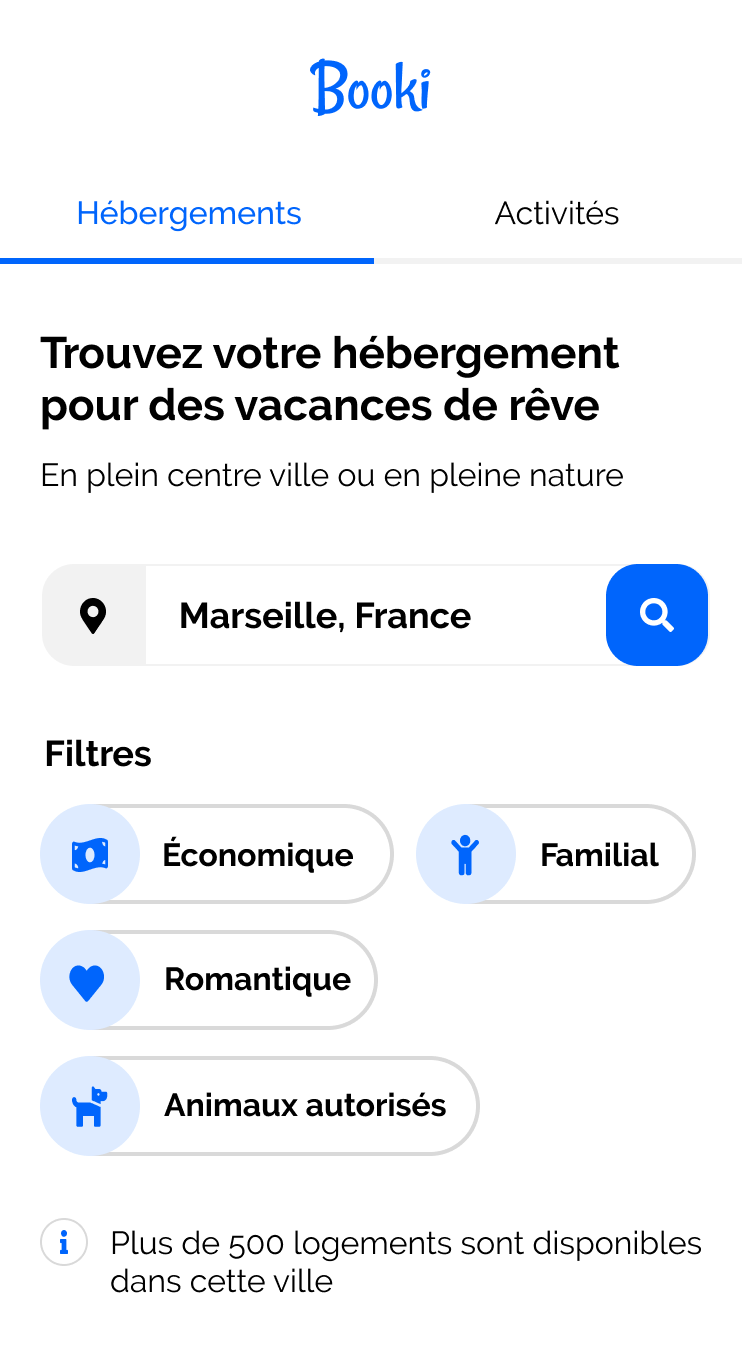 Booki
Hébergements
Activités
Trouvez votre hébergement
pour des vacances de rêve
En plein centre ville ou en pleine nature
Marseille, France
Filtres
Économique
Familial
Romantique
Animaux autorisés
Plus de 500 logements sont disponibles
dans cette ville